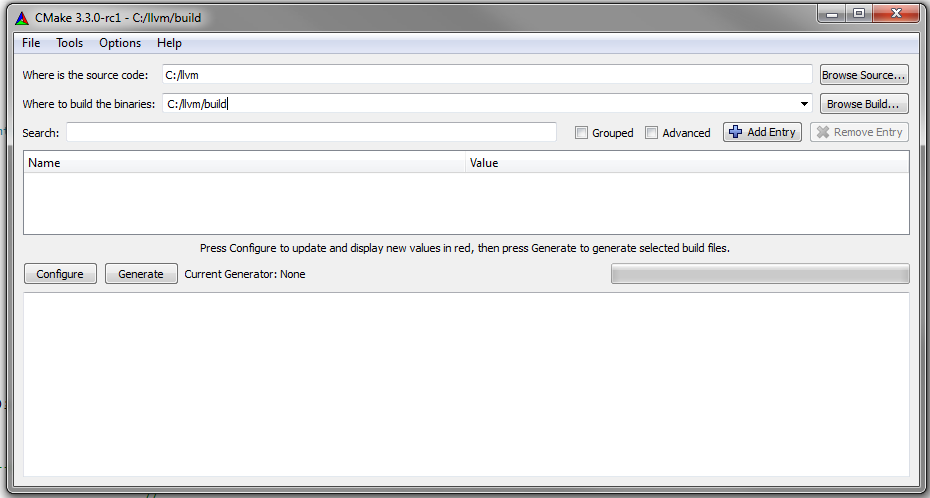 CMake 3.3.0-rc1 - C:/llvm/build
File Tools Options Help
Where is the source code: C:/llvm Browse Source...
Where to build the binaries: C:/llvm/build Browse Build...
Search: Grouped Advanced Add Entry Remove Entry
Name Value
Press Configure to update and display new values in red, then press Generate to generate selected build files.
Configure Generate Current Generator: None